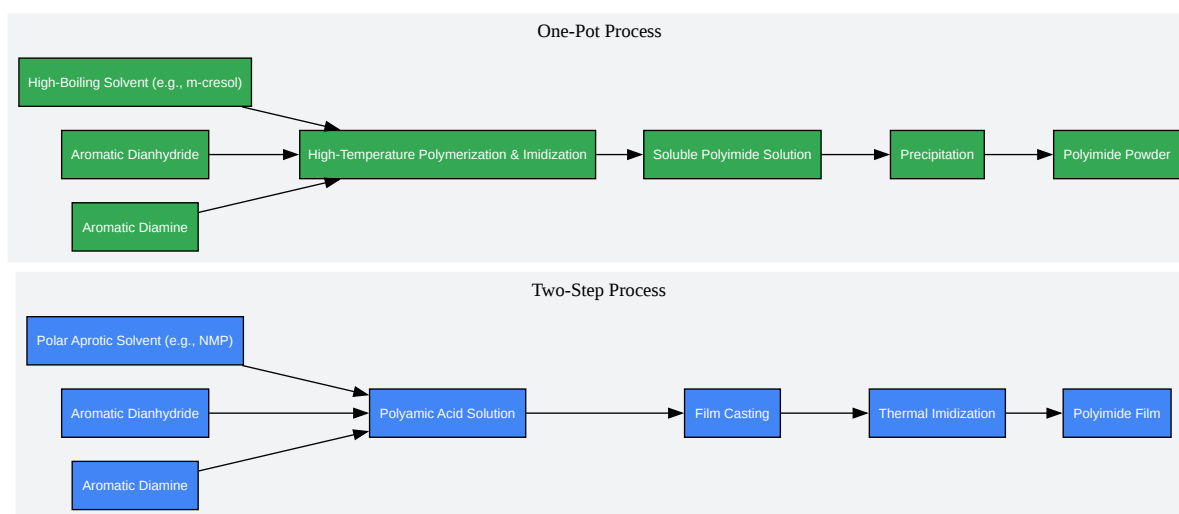 One-Pot Process
High-Boiling Solvent (e.g., m-cresol)
Aromatic Dianhydride
High-Temperature Polymerization & Imidization
Soluble Polyimide Solution
Precipitation
Polyimide Powder
Aromatic Diamine
Two-Step Process
Polar Aprotic Solvent (e.g., NMP)
Aromatic Dianhydride
Polyamic Acid Solution
Film Casting
Thermal Imidization
Polyimide Film
Aromatic Diamine